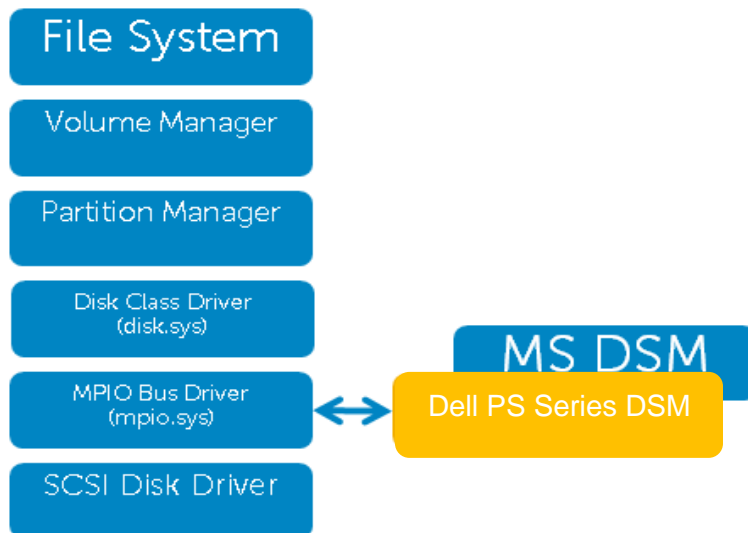 File System
Volume Manager
Partition Manager
Disk Class Driver
(disk.sys)
MPIO Bus Driver
(mpio.sys)
SCSI Disk Driver
MS DSM
Dell PS Series DSM